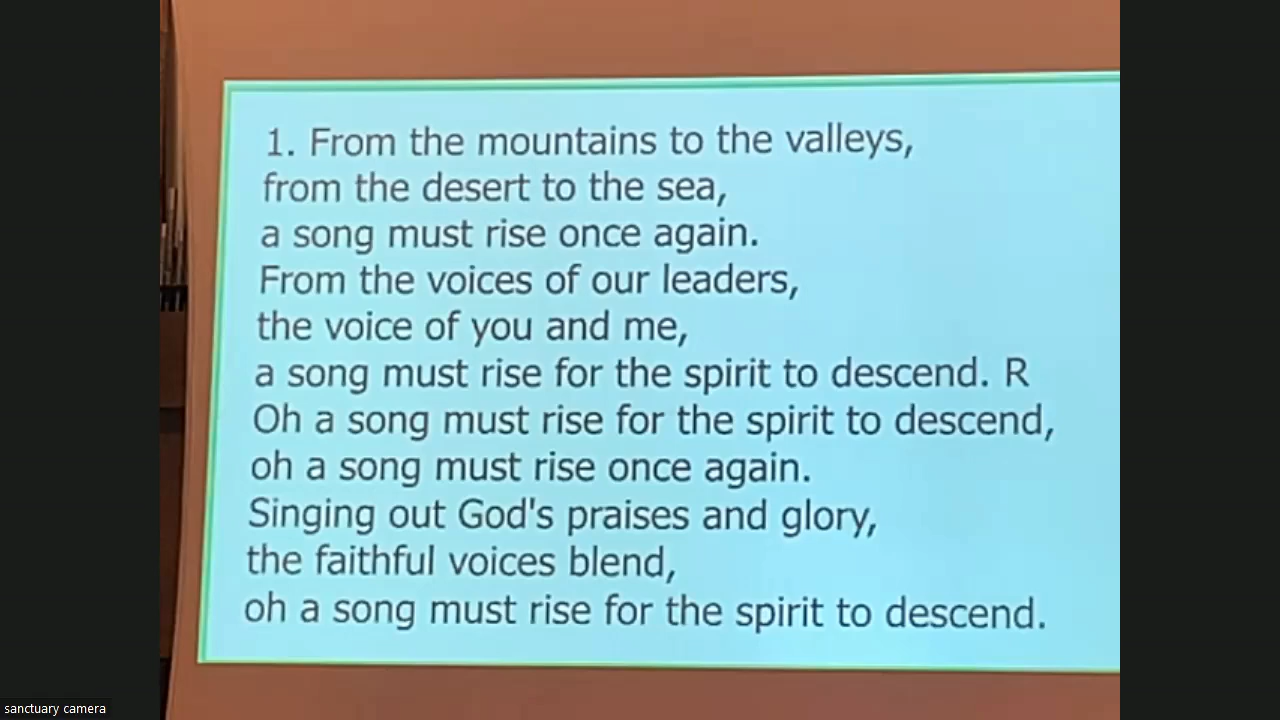 1. From the mountains to the valleys,
from the desert to the sea,
a song must rise once again.
From the voices of our leaders,
the voice of you and me,
a song must rise for the spirit to descend. R
Oh a song must rise for the spirit to descend,
oh a song must rise once again.
Singing out God's praises and glory,
the faithful voices blend,
oh a song must rise for the spirit to descend.
sanctuary camera